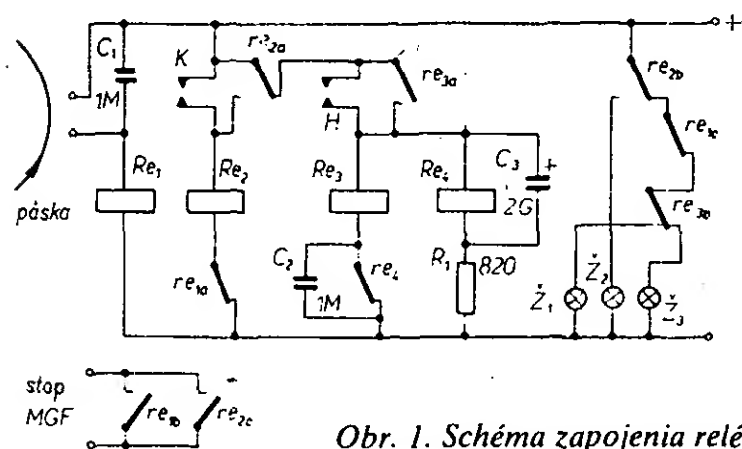 +
C₁
1M
K
re₂ₐ
re₃ₐ
H
re₂b
re₁c
re₃b
Re₁
Re₂
Re₃
Re₄
C₃
+
2G
páska
re₁ₐ
C₂
1M
re₄
R₁
820
Ž₁
Ž₂
Ž₃
stop
MGF
re₁b
re₂c
Obr. 1. Schéma zapojenia relé